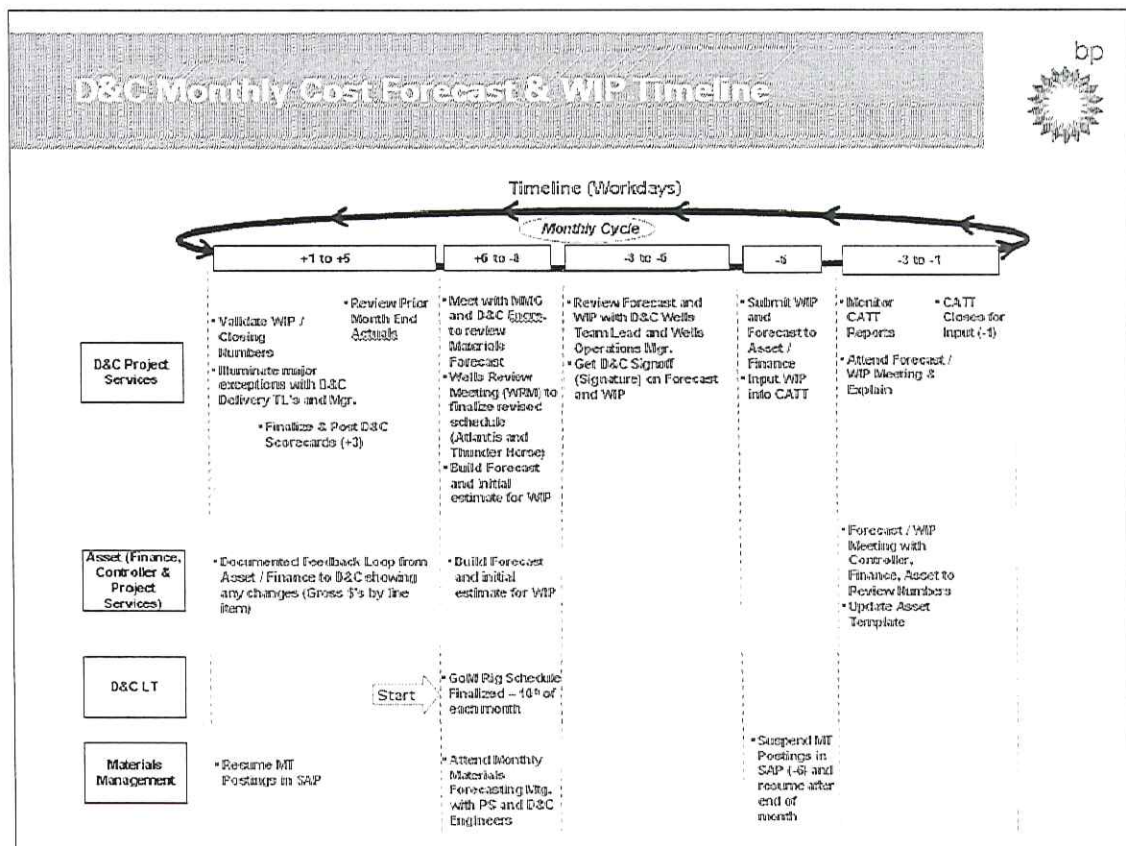 bp
D&C Monthly Cost Forecast & WIP Timeline
Timeline (Workdays)
Monthly Cycle
+1 to +5
+6 to -8
-8 to -6
-5
-3 to -1
D&C Project
Services
• Validate WIP /
Closing
Numbers
• Illuminate major
exceptions with D&C
Delivery TL's and Mgr.
• Review Prior
Month End
Actuals
• Finalize & Post D&C
Scorecards (+3)
• Meet with MMG
and D&C Engrs.
to review
Materials
Forecast
• Wells Review
Meeting (WRM) to
finalize revised
schedule
(Atlantis and
Thunder Horse)
• Build Forecast
and initial
estimate for WIP
• Review Forecast and
WIP with D&C Wells
Team Lead and Wells
Operations Mgr.
• Get D&C Signoff
(Signature) on Forecast
and WIP
• Submit WIP
and
Forecast to
Asset /
Finance
• Input WIP
into CATT
• Monitor
CATT
Reports
• Attend Forecast /
WIP Meeting &
Explain
• CATT
Closes for
Input (-1)
Asset (Finance,
Controller &
Project
Services)
• Documented Feedback Loop from
Asset / Finance to D&C showing
any changes (Gross $'s by line
item)
• Build Forecast
and initial
estimate for WIP
• Forecast / WIP
Meeting with
Controller,
Finance, Asset to
Review Numbers
• Update Asset
Template
D&C LT
Start
• GoM Rig Schedule
Finalized – 10th of
each month
Materials
Management
• Resume MT
Postings in SAP
• Attend Monthly
Materials
Forecasting Mtg.
with PS and D&C
Engineers
• Suspend MT
Postings in
SAP (-6) and
resume after
end of
month